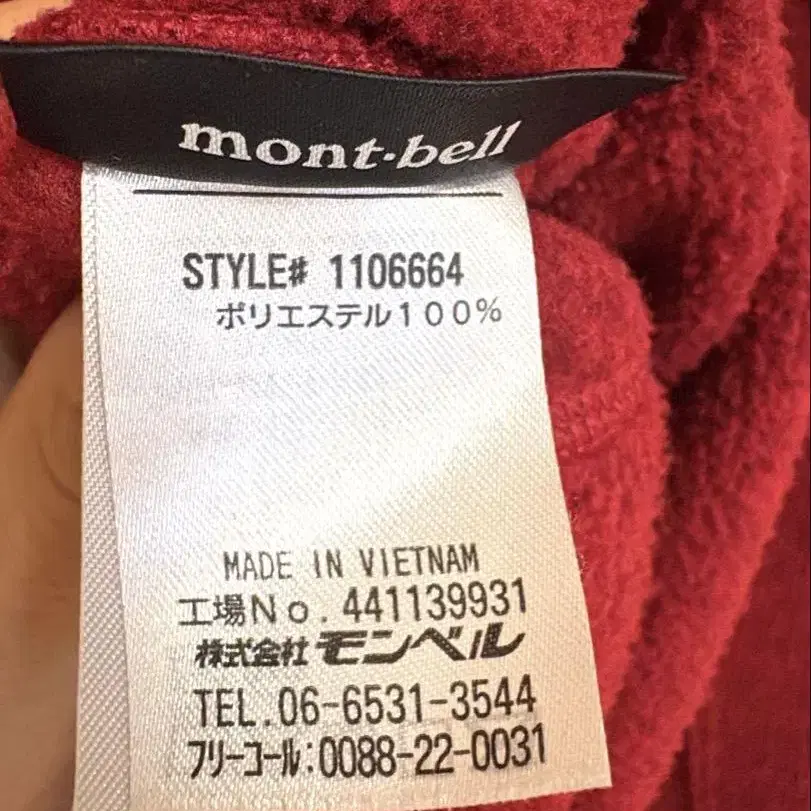 mont-bell
STYLE# 1106664
ポリエステル１００％
MADE IN VIETNAM
工場Ｎｏ.441139931
株式会社モンベル
TEL.06-6531-3544
フリーコール:0088-22-0031